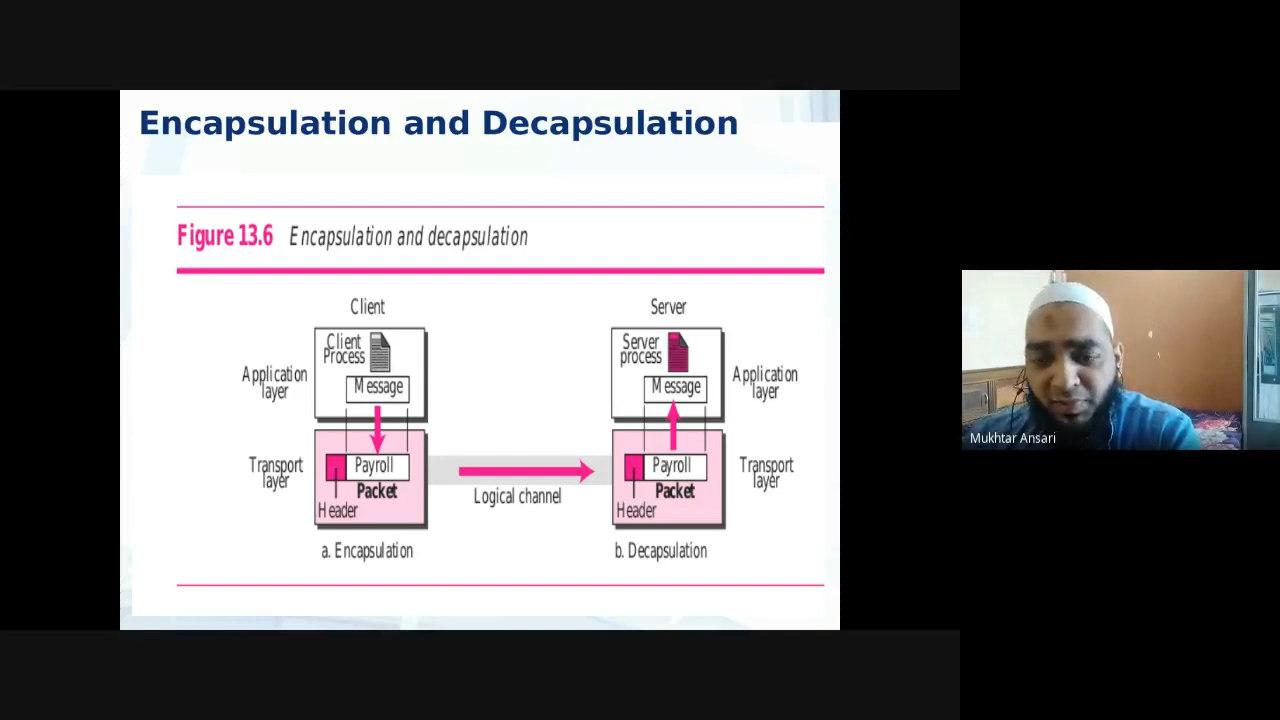 Encapsulation and Decapsulation
Figure 13.6 Encapsulation and decapsulation
Client
Server
Client
Process
Message
Server
process
Message
Application
layer
Application
layer
Transport
layer
Payroll
Packet
Header
Logical channel
Payroll
Packet
Header
Transport
layer
a. Encapsulation
b. Decapsulation
Mukhtar Ansari